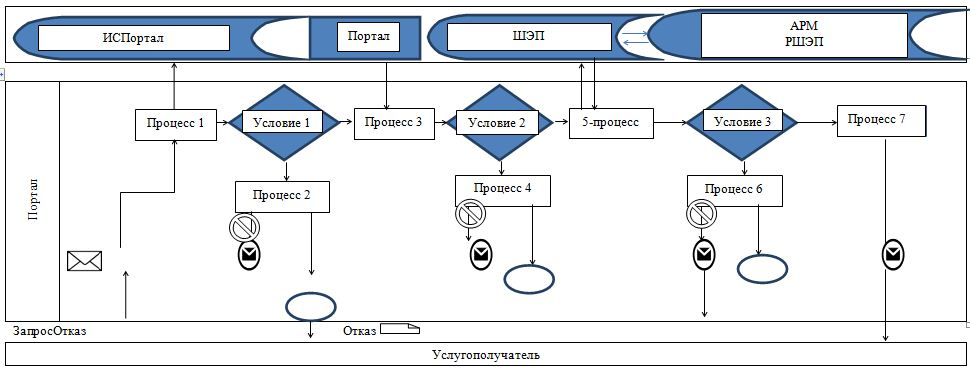 ИСПортал
Портал
ШЭП
АРМ
РШЭП
Процесс 1
Условие 1
Процесс 3
Условие 2
5-процесс
Условие 3
Процесс 7
Процесс 2
Процесс 4
Процесс 6
Портал
ЗапросОтказ
Отказ
Услугополучатель